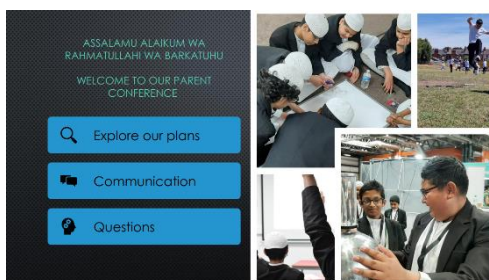 ASSALAMU ALAIKUM WA
RAHMATULLAHI WA BARKATUHU
WELCOME TO OUR PARENT
CONFERENCE
Explore our plans
Communication
Questions